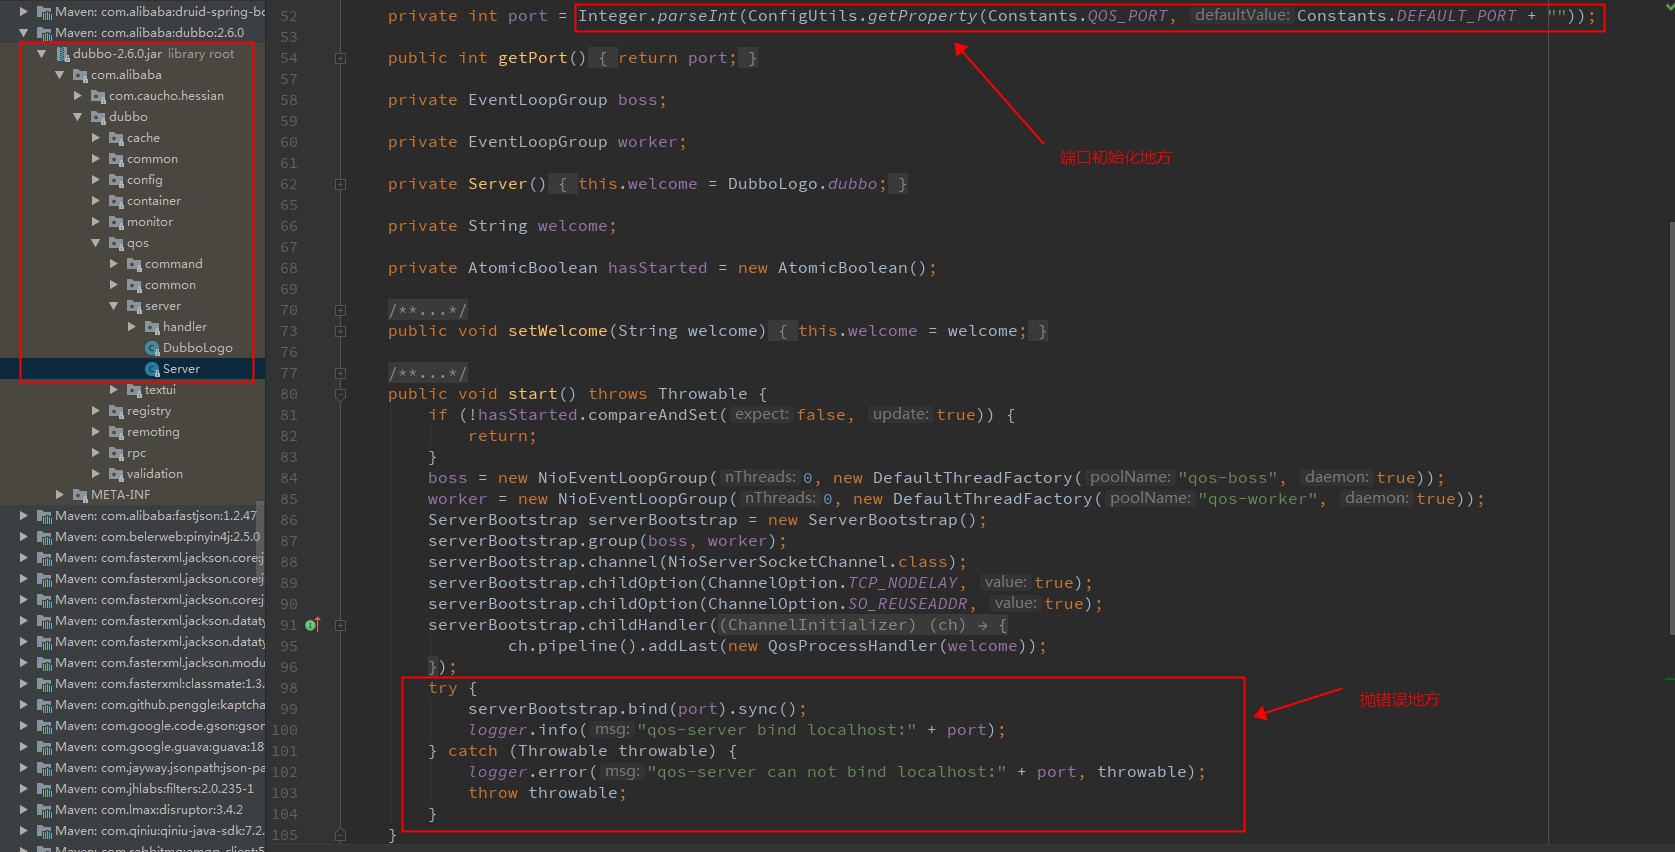 Maven: com.alibaba:druid-spring-bo
Maven: com.alibaba:dubbo:2.6.0
dubbo-2.6.0.jar library root
com.alibaba
com.caucho.hessian
dubbo
cache
common
config
container
monitor
qos
command
common
server
handler
DubboLogo
Server
textui
registry
remoting
rpc
validation
META-INF
Maven: com.alibaba:fastjson:1.2.47
Maven: com.belerweb:pinyin4j:2.5.0
Maven: com.fasterxml.jackson.core:j
Maven: com.fasterxml.jackson.core:j
Maven: com.fasterxml.jackson.core:j
Maven: com.fasterxml.jackson.dataty
Maven: com.fasterxml.jackson.dataty
Maven: com.fasterxml.jackson.modu
Maven: com.fasterxml:classmate:1.3.
Maven: com.github.penggle:kaptcha
Maven: com.google.code.gson:gson
Maven: com.google.guava:guava:18
Maven: com.jayway.jsonpath:json-pa
Maven: com.jhlabs:filters:2.0.235-1
Maven: com.lmax:disruptor:3.4.2
Maven: com.qiniu:qiniu-java-sdk:7.2.
52 private int port = Integer.parseInt(ConfigUtils.getProperty(Constants.QOS_PORT, defaultValue: Constants.DEFAULT_PORT + ""));
53
54 public int getPort() { return port; }
57
58 private EventLoopGroup boss;
59
60 private EventLoopGroup worker;
61
62 private Server() { this.welcome = DubboLogo.dubbo; }
65
66 private String welcome;
67
68 private AtomicBoolean hasStarted = new AtomicBoolean();
69
70 /**...*/
73 public void setWelcome(String welcome) { this.welcome = welcome; }
76
77 /**...*/
80 public void start() throws Throwable {
81 if (!hasStarted.compareAndSet( expect: false, update: true)) {
82 return;
83 }
84 boss = new NioEventLoopGroup( nThreads: 0, new DefaultThreadFactory( poolName: "qos-boss", daemon: true));
85 worker = new NioEventLoopGroup( nThreads: 0, new DefaultThreadFactory( poolName: "qos-worker", daemon: true));
86 ServerBootstrap serverBootstrap = new ServerBootstrap();
87 serverBootstrap.group(boss, worker);
88 serverBootstrap.channel(NioServerSocketChannel.class);
89 serverBootstrap.childOption(ChannelOption.TCP_NODELAY, value: true);
90 serverBootstrap.childOption(ChannelOption.SO_REUSEADDR, value: true);
91 serverBootstrap.childHandler((ChannelInitializer) (ch) → {
95 ch.pipeline().addLast(new QosProcessHandler(welcome));
96 });
98 try {
99 serverBootstrap.bind(port).sync();
100 logger.info( msg: "qos-server bind localhost:" + port);
101 } catch (Throwable throwable) {
102 logger.error( msg: "qos-server can not bind localhost:" + port, throwable);
103 throw throwable;
104 }
105 }
端口初始化地方
抛错误地方